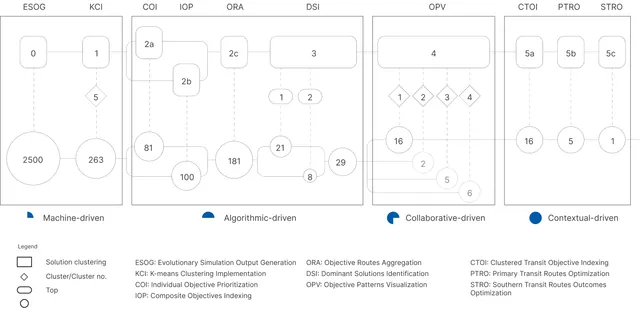 ESOG KCI COI IOP ORA DSI OPV CTOI PTRO STRO
0 1 2a 2b 2c 3 4 5a 5b 5c
5 1 2 1 2 3 4
2500 263 81 100 181 21 8 29 16 2 5 6 16 5 1
Machine-driven Algorithmic-driven Collaborative-driven Contextual-driven
Legend
Solution clustering
Cluster/Cluster no.
Top
ESOG: Evolutionary Simulation Output Generation
KCI: K-means Clustering Implementation
COI: Individual Objective Prioritization
IOP: Composite Objectives Indexing
ORA: Objective Routes Aggregation
DSI: Dominant Solutions Identification
OPV: Objective Patterns Visualization
CTOI: Clustered Transit Objective Indexing
PTRO: Primary Transit Routes Optimization
STRO: Southern Transit Routes Outcomes
Optimization